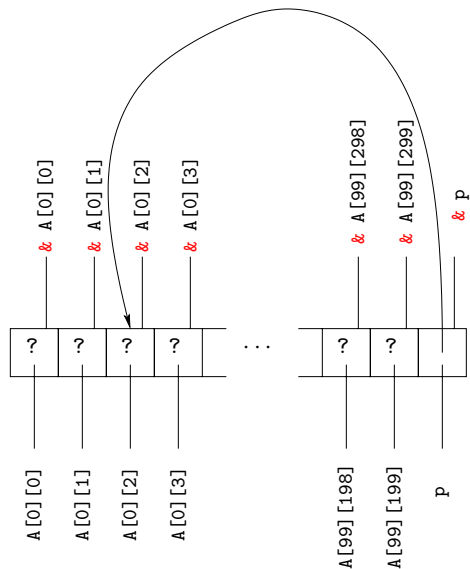 A[0][0] ? & A[0][0]
A[0][1] ? & A[0][1]
A[0][2] ? & A[0][2]
A[0][3] ? & A[0][3]
...
A[99][198] ? & A[99][298]
A[99][199] ? & A[99][299]
p & p